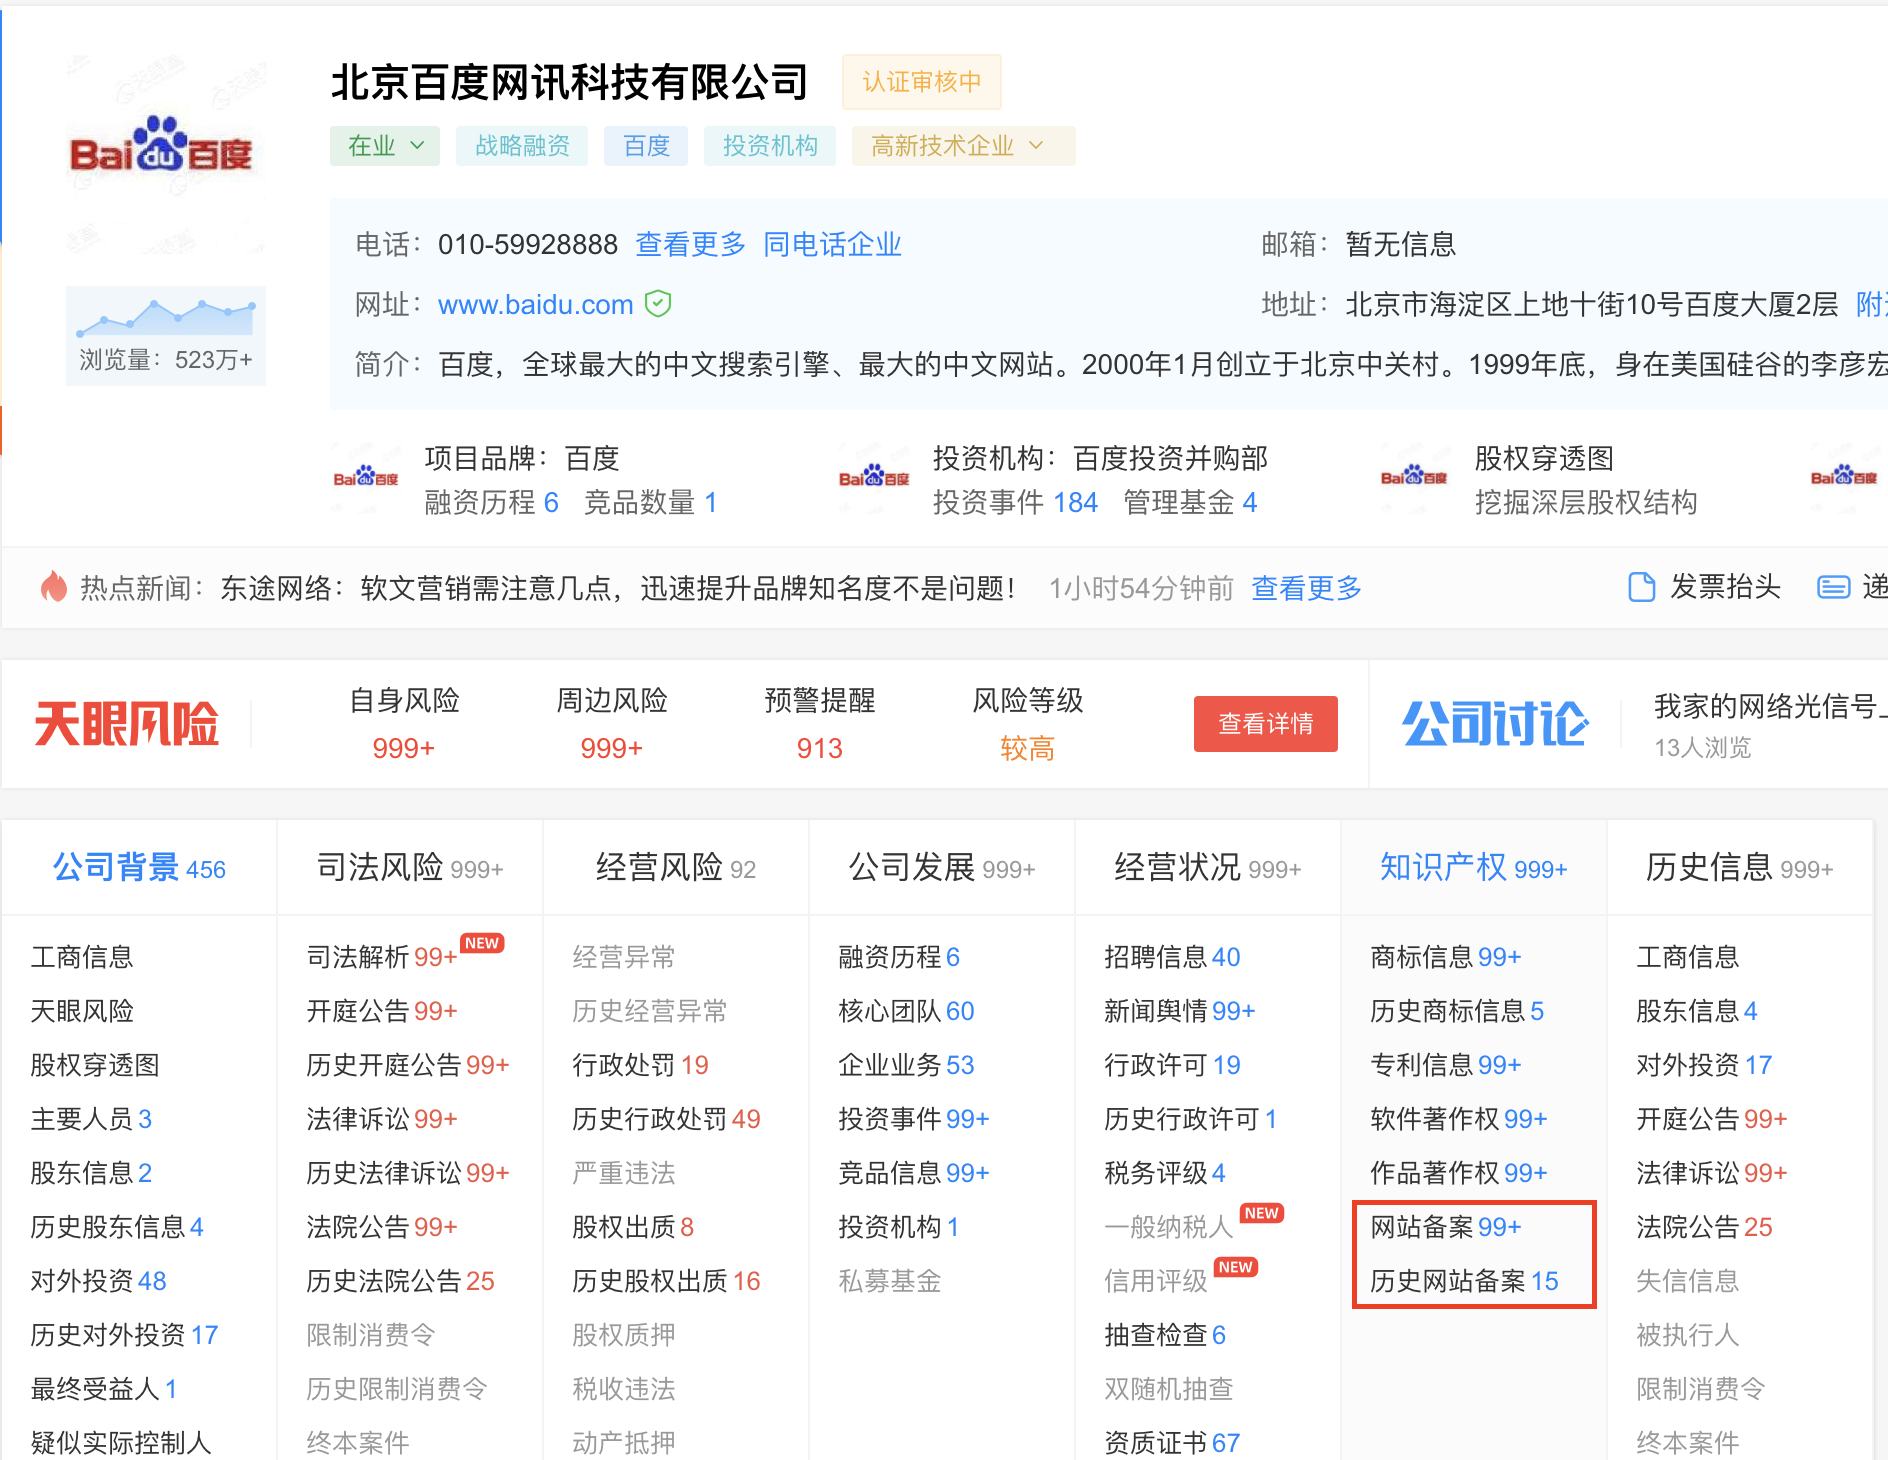 北京百度网讯科技有限公司 认证审核中
Bai du 百度
在业 战略融资 百度 投资机构 高新技术企业
电话： 010-59928888 查看更多 同电话企业 邮箱： 暂无信息
网址： www.baidu.com 地址： 北京市海淀区上地十街10号百度大厦2层
简介： 百度，全球最大的中文搜索引擎、最大的中文网站。2000年1月创立于北京中关村。1999年底，身在美国硅谷的李彦宏
浏览量：523万+
Bai du 百度 项目品牌：百度 Bai du 百度 投资机构：百度投资并购部 Bai du 百度 股权穿透图 Bai du 百度
融资历程 6 竞品数量 1 投资事件 184 管理基金 4 挖掘深层股权结构
热点新闻： 东途网络：软文营销需注意几点，迅速提升品牌知名度不是问题！ 1小时54分钟前 查看更多 发票抬头 递
天眼风险 自身风险 周边风险 预警提醒 风险等级 查看详情 公司讨论 我家的网络光信号上
999+ 999+ 913 较高 13人浏览
公司背景 456 司法风险 999+ 经营风险 92 公司发展 999+ 经营状况 999+ 知识产权 999+ 历史信息 999+
工商信息 司法解析 99+ NEW 经营异常 融资历程 6 招聘信息 40 商标信息 99+ 工商信息
天眼风险 开庭公告 99+ 历史经营异常 核心团队 60 新闻舆情 99+ 历史商标信息 5 股东信息 4
股权穿透图 历史开庭公告 99+ 行政处罚 19 企业业务 53 行政许可 19 专利信息 99+ 对外投资 17
主要人员 3 法律诉讼 99+ 历史行政处罚 49 投资事件 99+ 历史行政许可 1 软件著作权 99+ 开庭公告 99+
股东信息 2 历史法律诉讼 99+ 严重违法 竞品信息 99+ 税务评级 4 作品著作权 99+ 法律诉讼 99+
历史股东信息 4 法院公告 99+ 股权出质 8 投资机构 1 一般纳税人 NEW 网站备案 99+ 法院公告 25
对外投资 48 历史法院公告 25 历史股权出质 16 私募基金 信用评级 NEW 历史网站备案 15 失信信息
历史对外投资 17 限制消费令 股权质押 抽查检查 6 被执行人
最终受益人 1 历史限制消费令 税收违法 双随机抽查 限制消费令
疑似实际控制人 终本案件 动产抵押 资质证书 67 终本案件